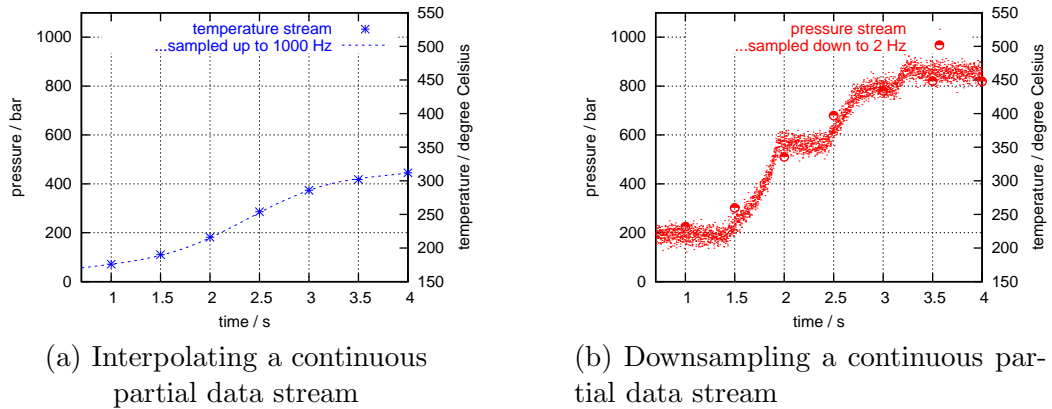 temperature stream
...sampled up to 1000 Hz
pressure / bar
1000
800
600
400
200
0
550
500
450
400
350
300
250
200
150
temperature / degree Celsius
1 1.5 2 2.5 3 3.5 4
time / s
(a) Interpolating a continuous
partial data stream
pressure stream
...sampled down to 2 Hz
pressure / bar
1000
800
600
400
200
0
550
500
450
400
350
300
250
200
150
temperature / degree Celsius
1 1.5 2 2.5 3 3.5 4
time / s
(b) Downsampling a continuous par-
tial data stream